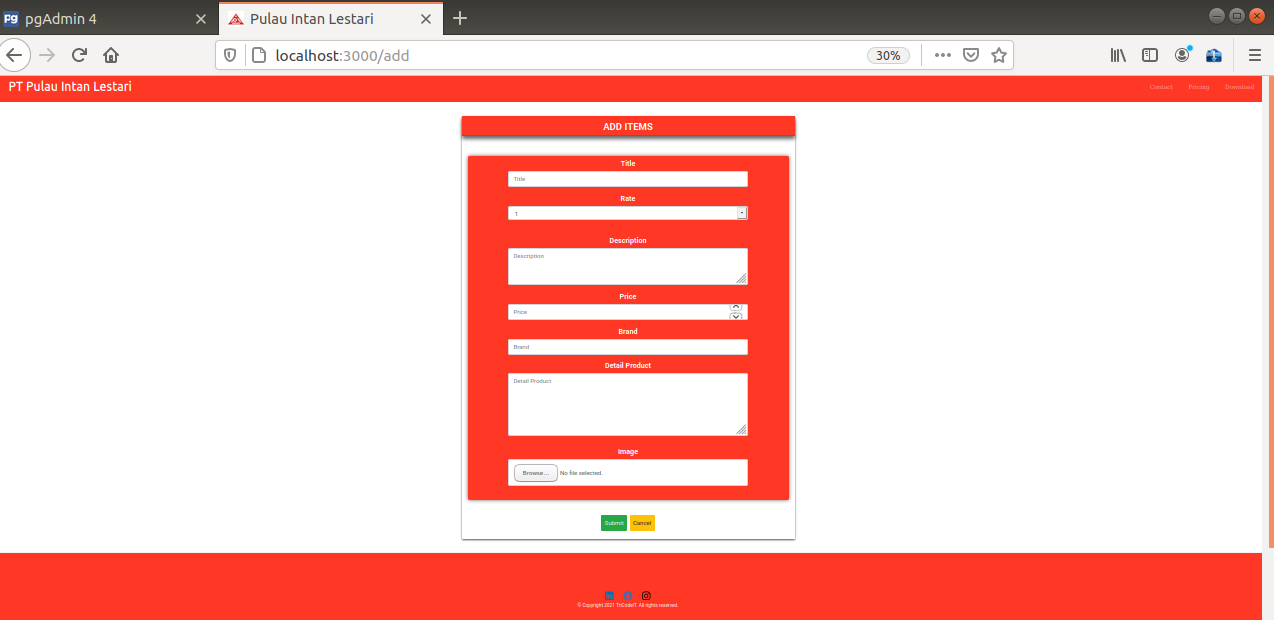 pg pgAdmin 4
Pulau Intan Lestari
localhost:3000/add
30%
PT Pulau Intan Lestari
Contact
Pricing
Download
ADD ITEMS
Title
Title
Rate
1
Description
Description
Price
Price
Brand
Brand
Detail Product
Detail Product
Image
Browse... No file selected.
Submit
Cancel
© Copyright 2021 TriCodeIT. All rights reserved.